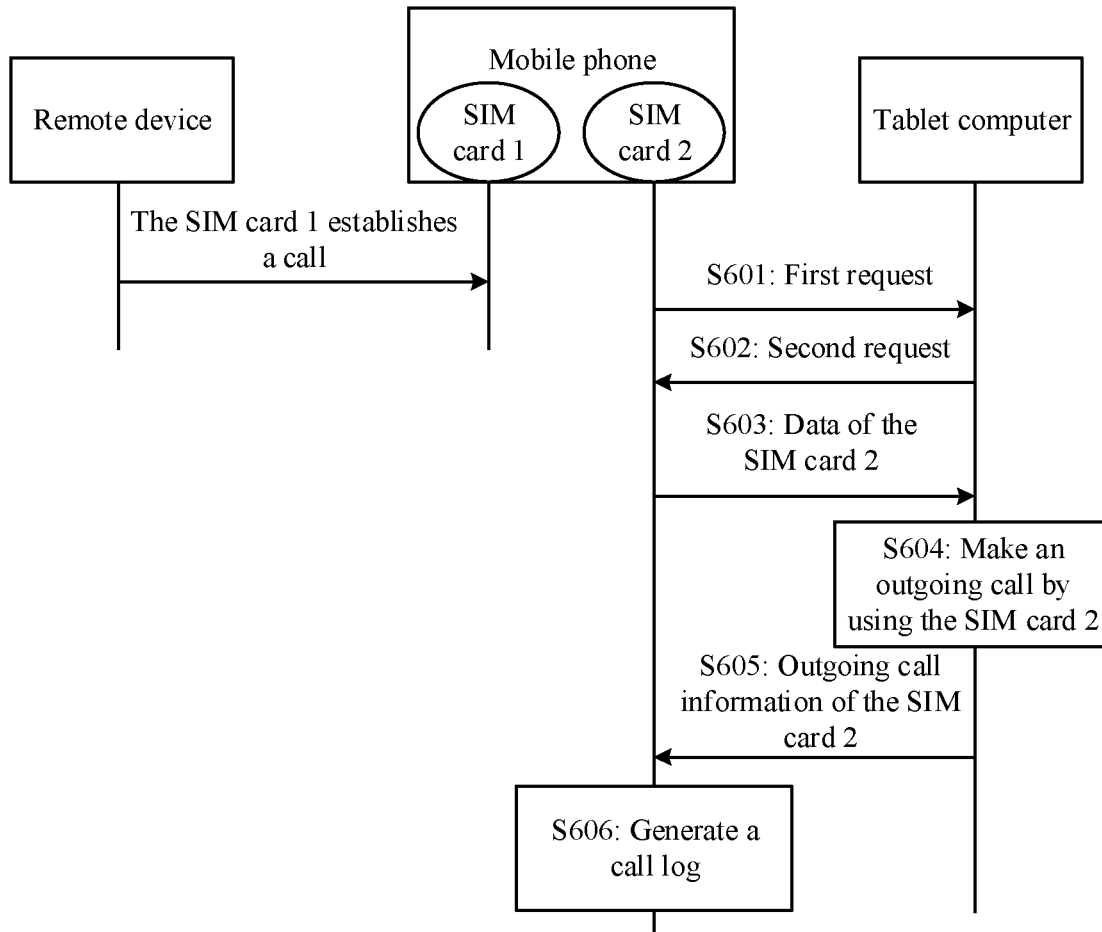 Mobile phone
Remote device
SIM
card 1
SIM
card 2
Tablet computer
The SIM card 1 establishes
a call
S601: First request
S602: Second request
S603: Data of the
SIM card 2
S604: Make an
outgoing call by
using the SIM card 2
S605: Outgoing call
information of the SIM
card 2
S606: Generate a
call log